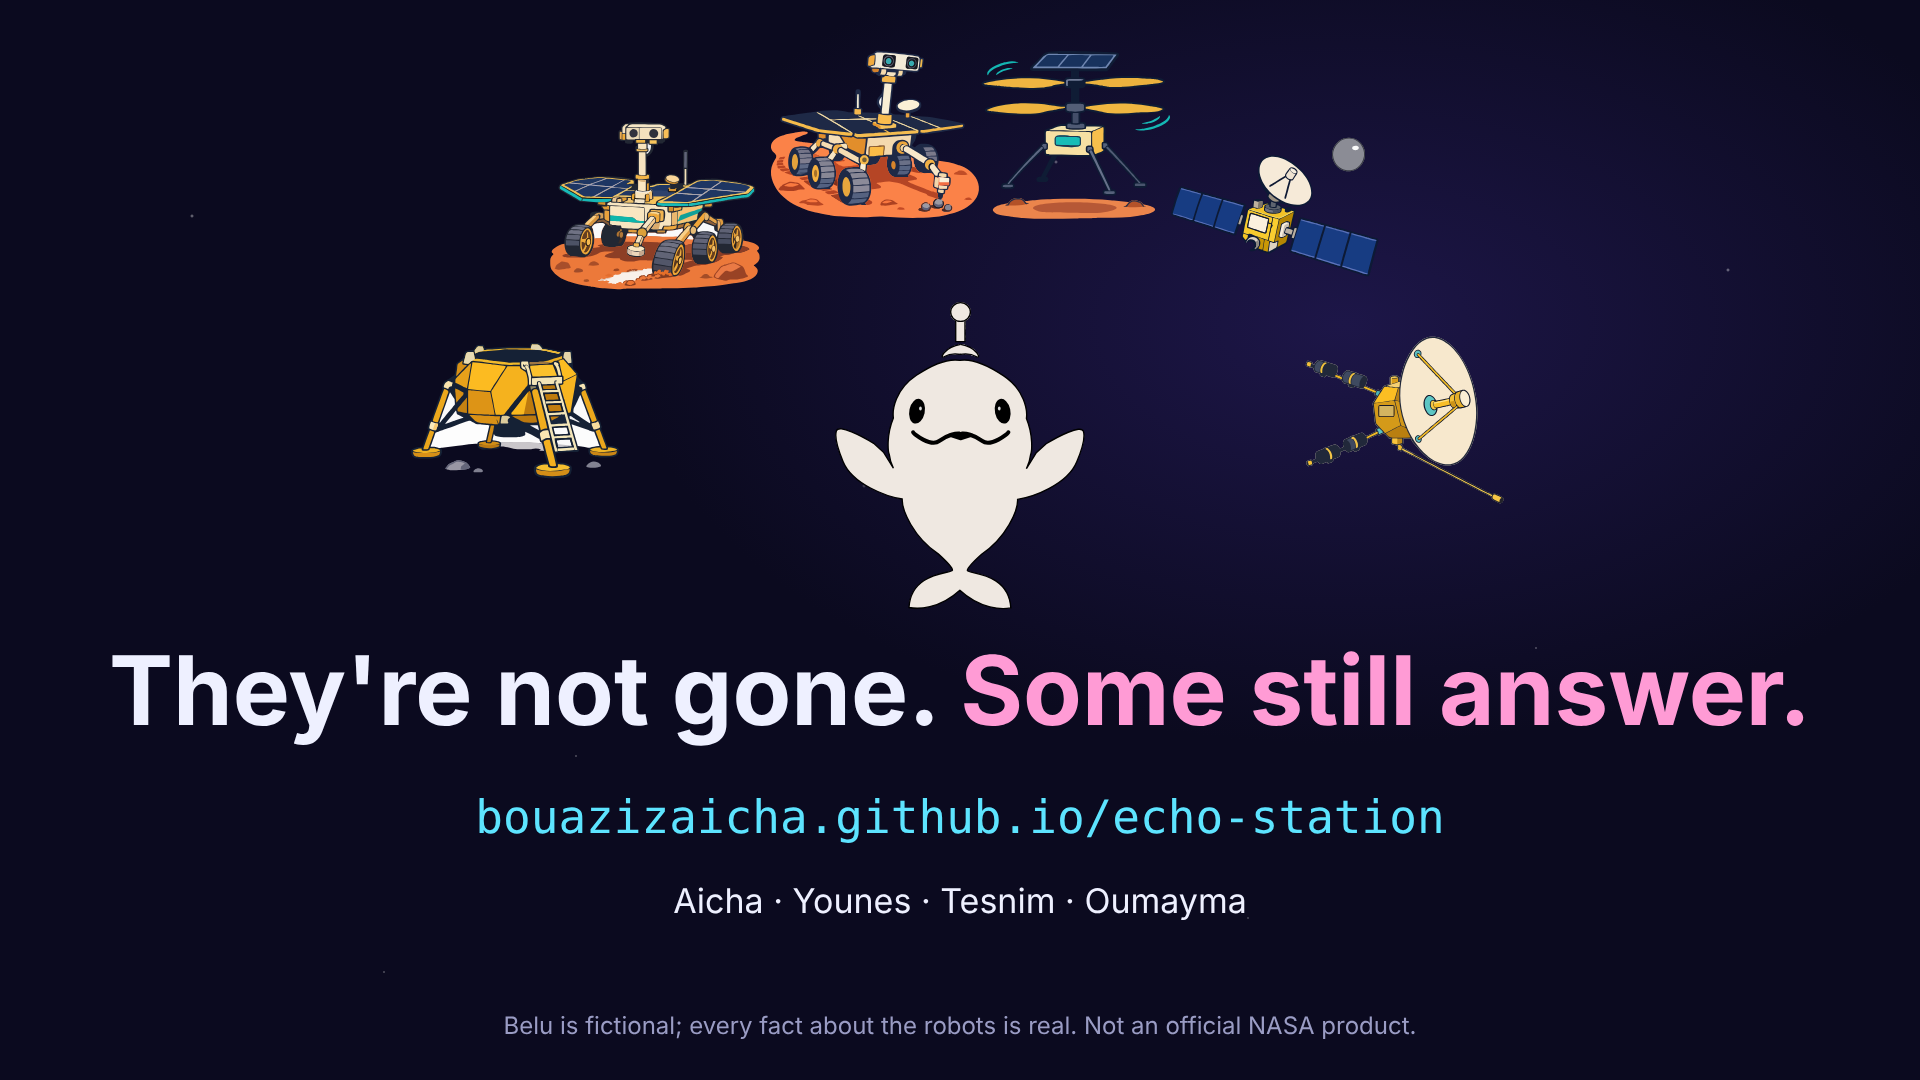 They're not gone. Some still answer.
bouazizaicha.github.io/echo-station
Aicha · Younes · Tesnim · Oumayma
Belu is fictional; every fact about the robots is real. Not an official NASA product.